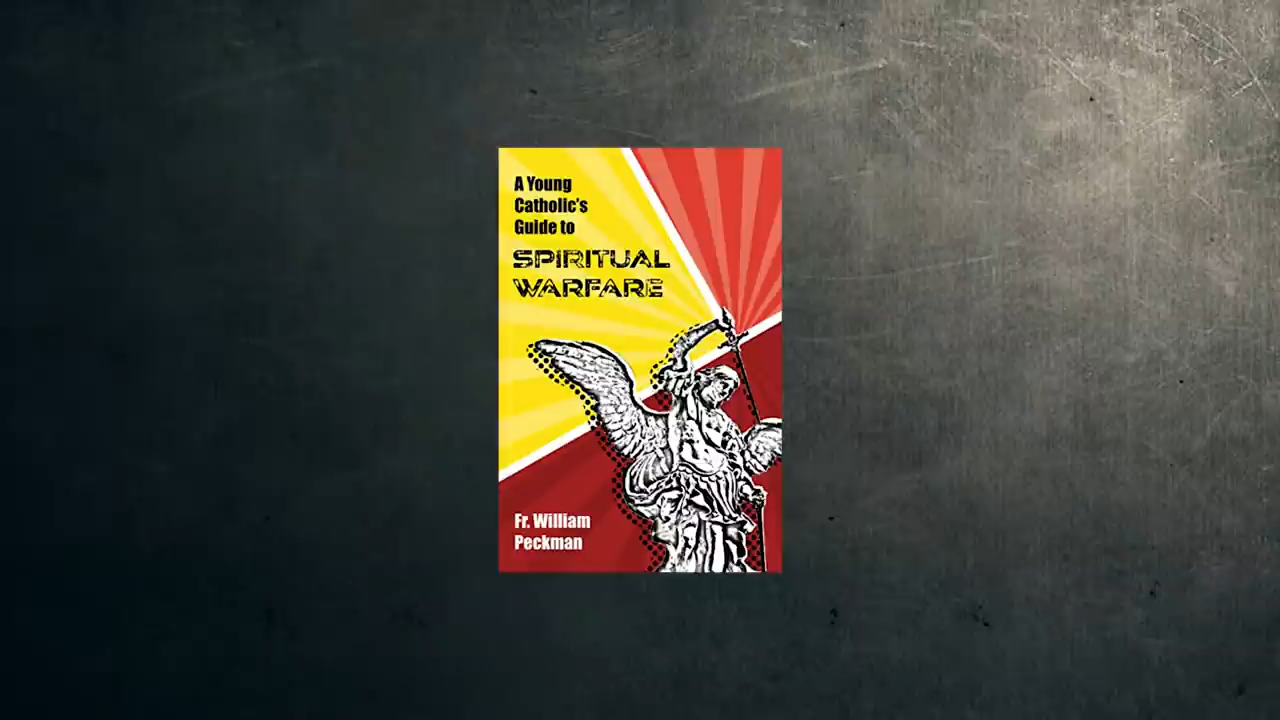 A Young
Catholic's
Guide to
SPIRITUAL
WARFARE
Fr. William
Peckman